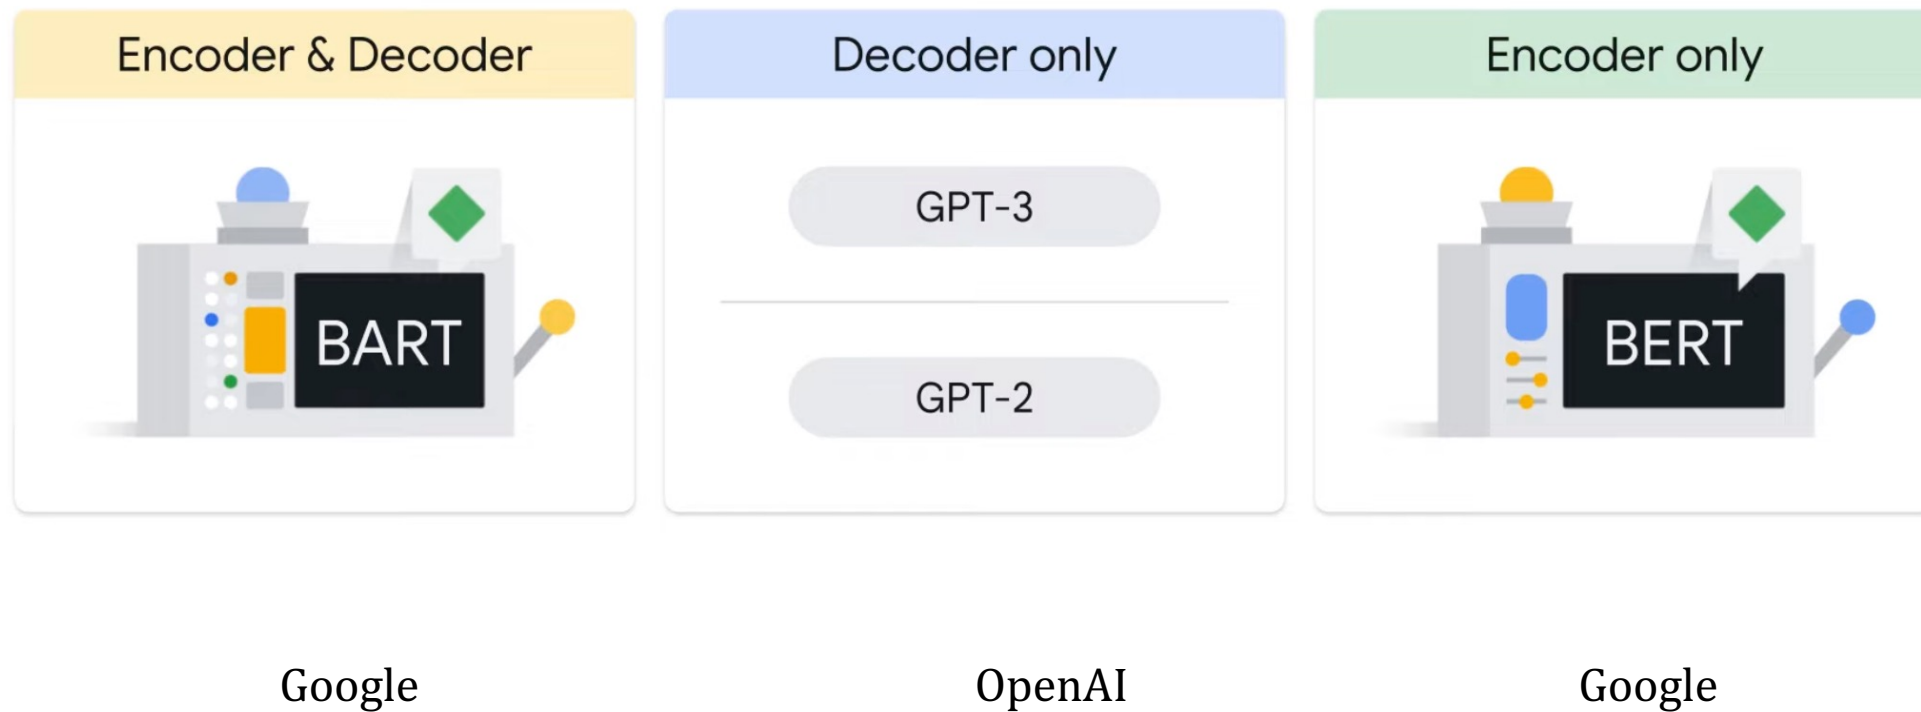 Encoder & Decoder
BART
Google
Decoder only
GPT-3
GPT-2
OpenAI
Encoder only
BERT
Google